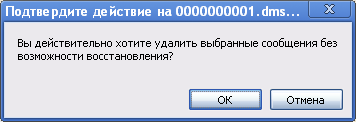 Подтвердите действие на 0000000001.dms...
Вы действительно хотите удалить выбранные сообщения без
возможности восстановления?
OK
Отмена